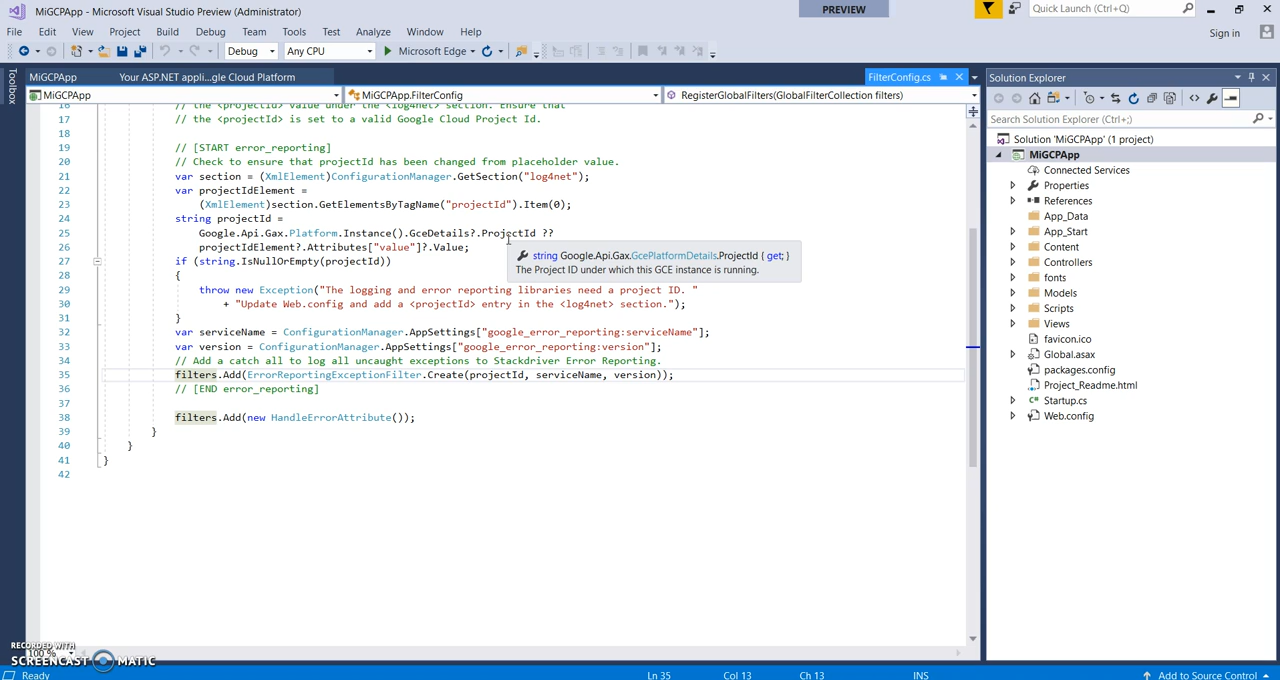 MiGCPApp - Microsoft Visual Studio Preview (Administrator)
PREVIEW
Quick Launch (Ctrl+Q)
File Edit View Project Build Debug Team Tools Test Analyze Window Help
Sign in
Debug
Any CPU
Microsoft Edge
Toolbox
MiGCPApp
Your ASP.NET appli...gle Cloud Platform
FilterConfig.cs
MiGCPApp
MiGCPApp.FilterConfig
RegisterGlobalFilters(GlobalFilterCollection filters)
16 // the <projectId> value under the <log4net> section. Ensure that
17 // the <projectId> is set to a valid Google Cloud Project Id.
18
19 // [START error_reporting]
20 // Check to ensure that projectId has been changed from placeholder value.
21 var section = (XmlElement)ConfigurationManager.GetSection("log4net");
22 var projectIdElement =
23 (XmlElement)section.GetElementsByTagName("projectId").Item(0);
24 string projectId =
25 Google.Api.Gax.Platform.Instance().GceDetails?.ProjectId ??
26 projectIdElement?.Attributes["value"]?.Value;
27 if (string.IsNullOrEmpty(projectId))
28 {
29 throw new Exception("The logging and error reporting libraries need a project ID. "
30 + "Update Web.config and add a <projectId> entry in the <log4net> section.");
31 }
32 var serviceName = ConfigurationManager.AppSettings["google_error_reporting:serviceName"];
33 var version = ConfigurationManager.AppSettings["google_error_reporting:version"];
34 // Add a catch all to log all uncaught exceptions to Stackdriver Error Reporting.
35 filters.Add(ErrorReportingExceptionFilter.Create(projectId, serviceName, version));
36 // [END error_reporting]
37
38 filters.Add(new HandleErrorAttribute());
39 }
40 }
41 }
42
string Google.Api.Gax.GcePlatformDetails.ProjectId { get; }
The Project ID under which this GCE instance is running.
Solution Explorer
Search Solution Explorer (Ctrl+;)
Solution 'MiGCPApp' (1 project)
MiGCPApp
Connected Services
Properties
References
App_Data
App_Start
Content
Controllers
fonts
Models
Scripts
Views
favicon.ico
Global.asax
packages.config
Project_Readme.html
Startup.cs
Web.config
RECORDED WITH
SCREENCAST MATIC
100 %
Ready
Ln 35
Col 13
Ch 13
INS
Add to Source Control